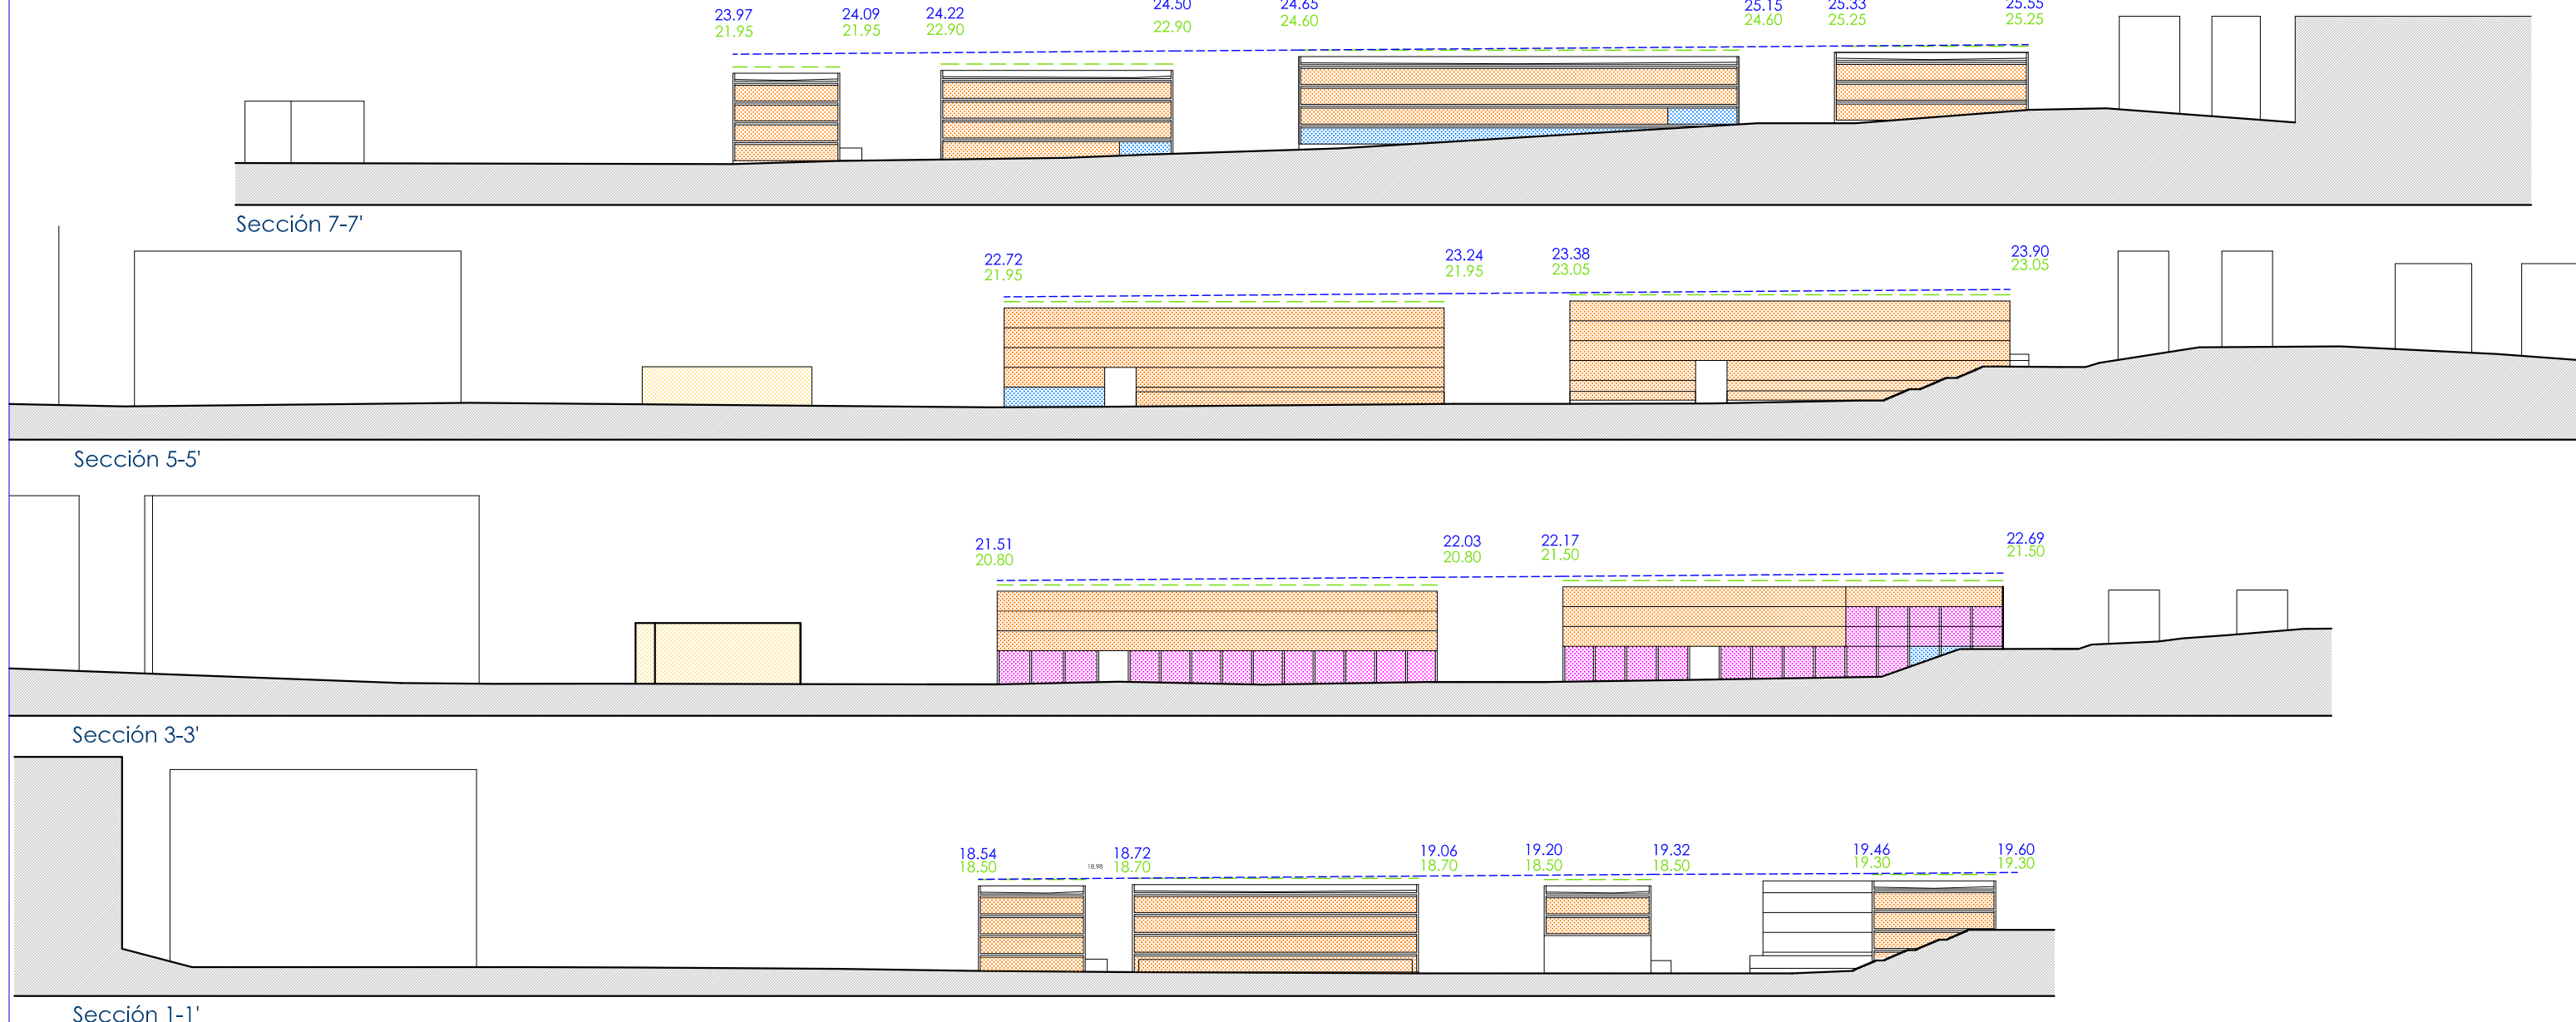 23.97 24.09 24.22 24.50 24.65 25.15 25.33 25.55
21.95 21.95 22.90 22.90 24.60 24.60 25.25 25.25
Sección 7-7'
22.72 23.24 23.38 23.90
21.95 21.95 23.05 23.05
Sección 5-5'
21.51 22.03 22.17 22.69
20.80 20.80 21.50 21.50
Sección 3-3'
18.54 18.98 18.72 19.06 19.20 19.32 19.46 19.60
18.50 18.70 18.70 18.50 18.50 19.30 19.30
Sección 1-1'